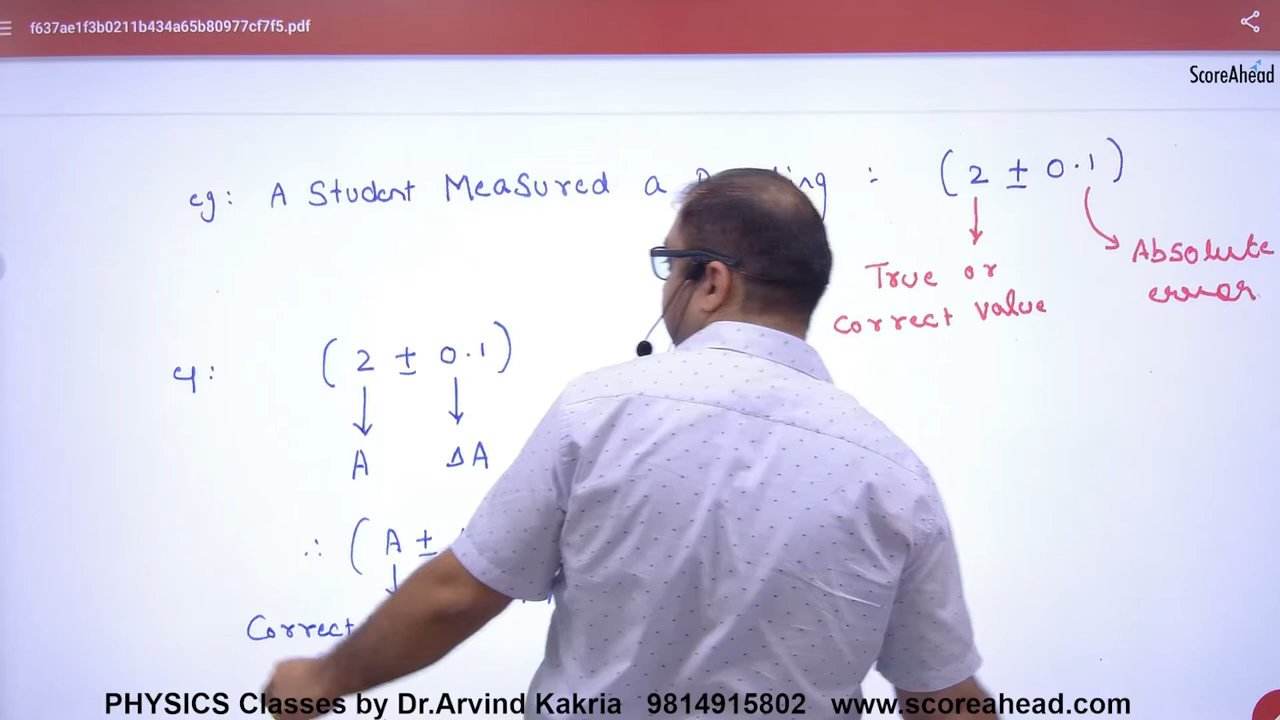 f637ae1f3b0211b434a65b80977cf7f5.pdf
ScoreAhead
eg: A Student Measured a : (2 ± 0.1)
True or
correct value
Absolute
error
(2 ± 0.1)
A ΔA
∴ (A ±
Correct
PHYSICS Classes by Dr.Arvind Kakria 9814915802 www.scoreahead.com